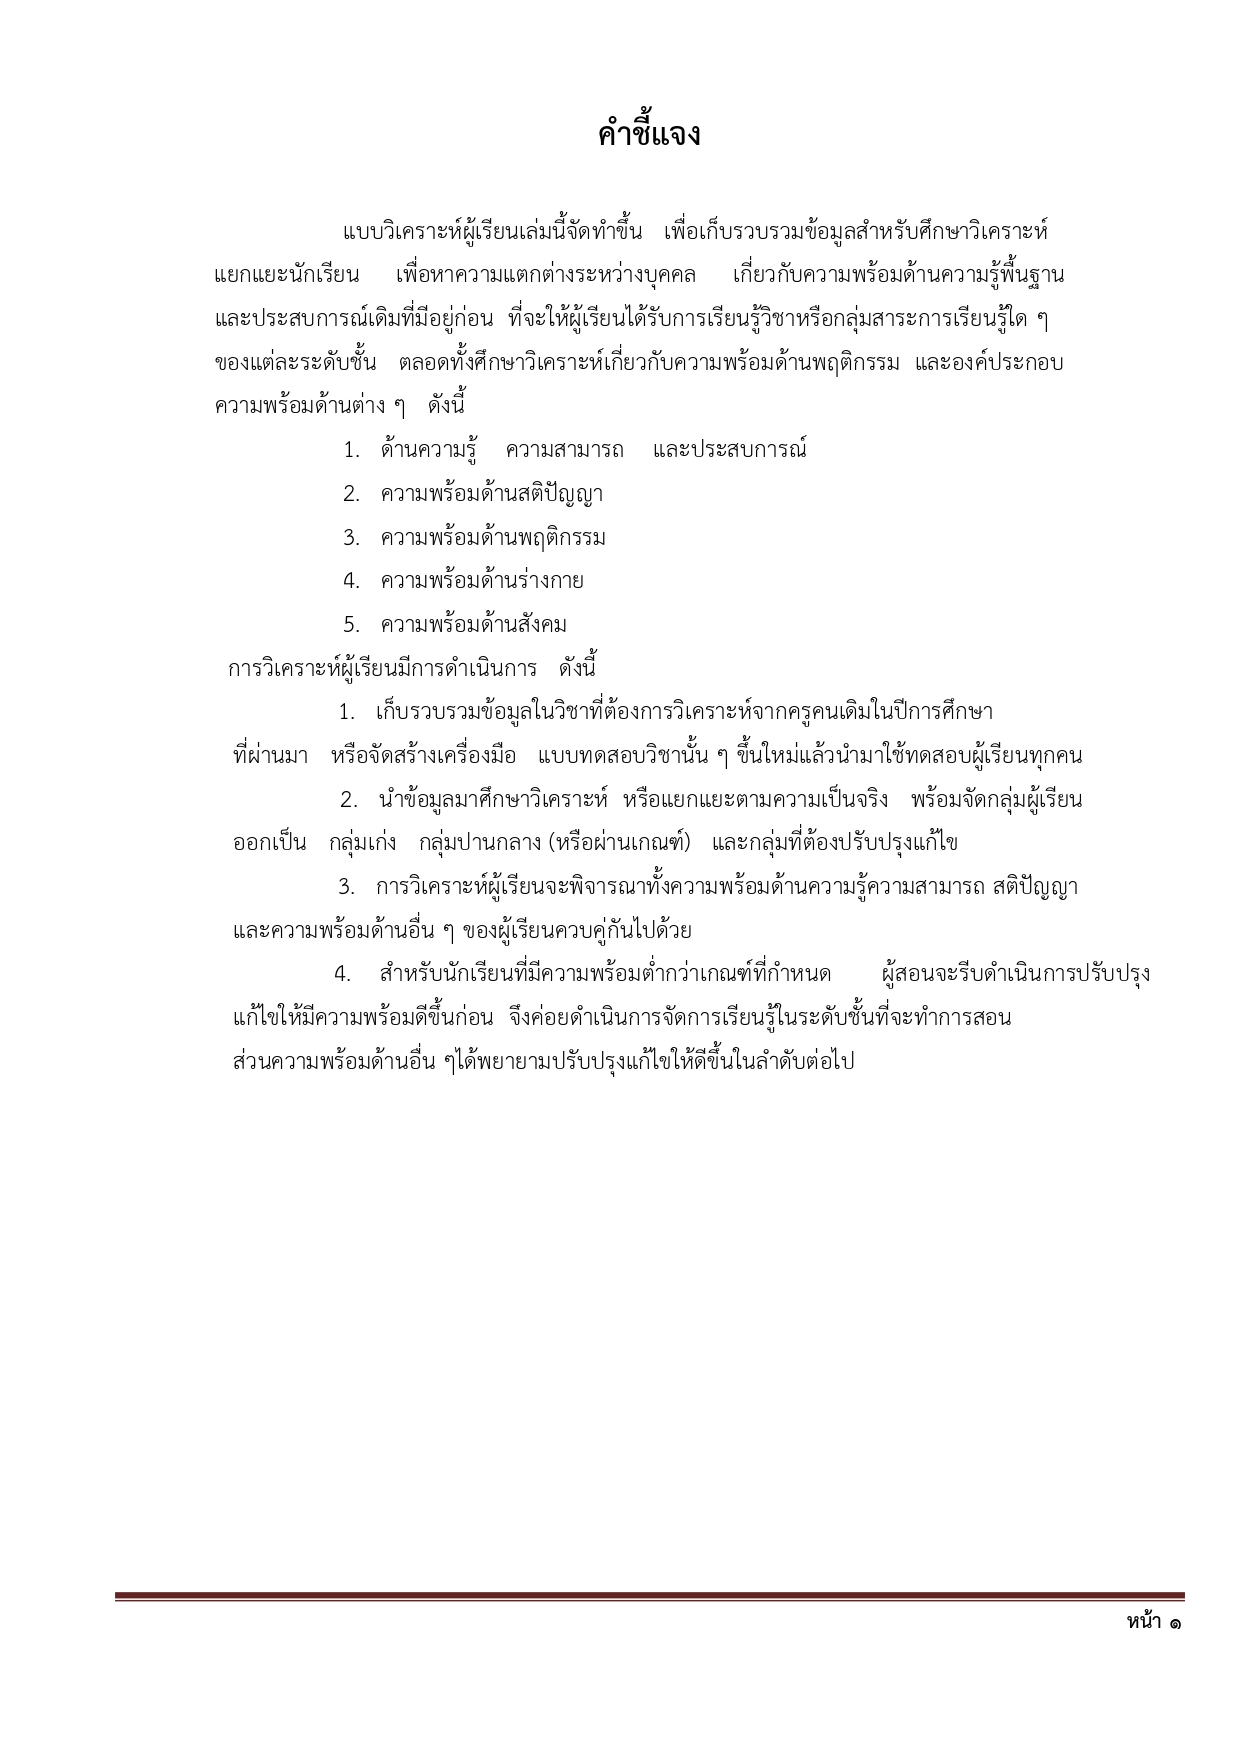 คำชี้แจง
แบบวิเคราะห์ผู้เรียนเล่มนี้จัดทำขึ้น เพื่อเก็บรวบรวมข้อมูลสำหรับศึกษาวิเคราะห์
แยกแยะนักเรียน เพื่อหาความแตกต่างระหว่างบุคคล เกี่ยวกับความพร้อมด้านความรู้พื้นฐาน
และประสบการณ์เดิมที่มีอยู่ก่อน ที่จะให้ผู้เรียนได้รับการเรียนรู้วิชาหรือกลุ่มสาระการเรียนรู้ใด ๆ
ของแต่ละระดับชั้น ตลอดทั้งศึกษาวิเคราะห์เกี่ยวกับความพร้อมด้านพฤติกรรม และองค์ประกอบ
ความพร้อมด้านต่าง ๆ ดังนี้
1. ด้านความรู้ ความสามารถ และประสบการณ์
2. ความพร้อมด้านสติปัญญา
3. ความพร้อมด้านพฤติกรรม
4. ความพร้อมด้านร่างกาย
5. ความพร้อมด้านสังคม
การวิเคราะห์ผู้เรียนมีการดำเนินการ ดังนี้
1. เก็บรวบรวมข้อมูลในวิชาที่ต้องการวิเคราะห์จากครูคนเดิมในปีการศึกษา
ที่ผ่านมา หรือจัดสร้างเครื่องมือ แบบทดสอบวิชานั้น ๆ ขึ้นใหม่แล้วนำมาใช้ทดสอบผู้เรียนทุกคน
2. นำข้อมูลมาศึกษาวิเคราะห์ หรือแยกแยะตามความเป็นจริง พร้อมจัดกลุ่มผู้เรียน
ออกเป็น กลุ่มเก่ง กลุ่มปานกลาง (หรือผ่านเกณฑ์) และกลุ่มที่ต้องปรับปรุงแก้ไข
3. การวิเคราะห์ผู้เรียนจะพิจารณาทั้งความพร้อมด้านความรู้ความสามารถ สติปัญญา
และความพร้อมด้านอื่น ๆ ของผู้เรียนควบคู่กันไปด้วย
4. สำหรับนักเรียนที่มีความพร้อมต่ำกว่าเกณฑ์ที่กำหนด ผู้สอนจะรีบดำเนินการปรับปรุง
แก้ไขให้มีความพร้อมดีขึ้นก่อน จึงค่อยดำเนินการจัดการเรียนรู้ในระดับชั้นที่จะทำการสอน
ส่วนความพร้อมด้านอื่น ๆได้พยายามปรับปรุงแก้ไขให้ดีขึ้นในลำดับต่อไป
หน้า ๑